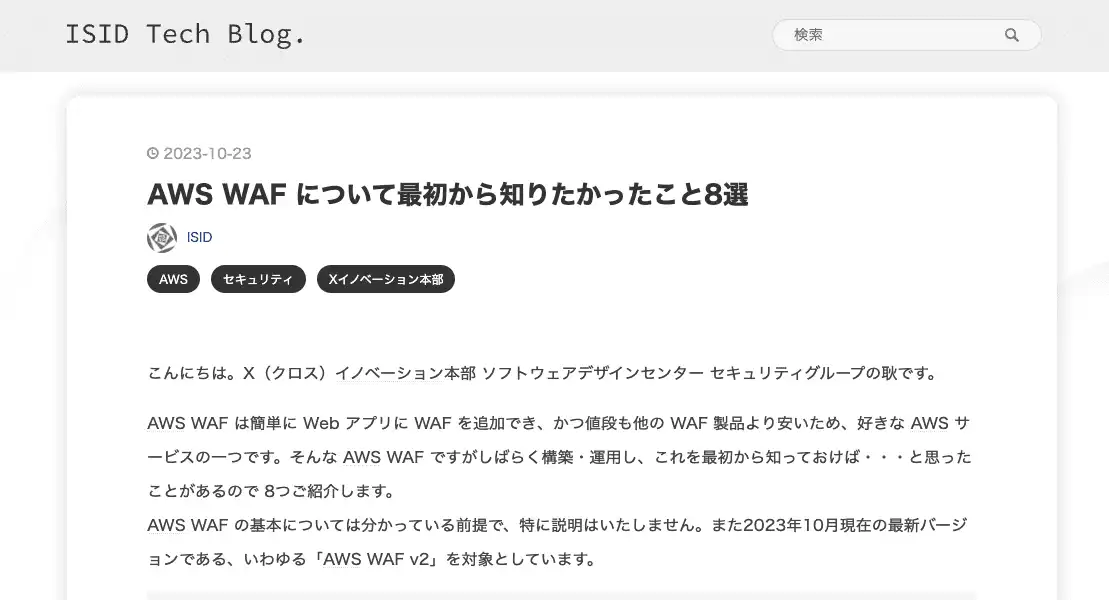 ISID Tech Blog.
検索
2023-10-23
AWS WAF について最初から知りたかったこと8選
ISID
AWS セキュリティ Xイノベーション本部
こんにちは。X（クロス）イノベーション本部 ソフトウェアデザインセンター セキュリティグループの耿です。
AWS WAF は簡単に Web アプリに WAF を追加でき、かつ値段も他の WAF 製品より安いため、好きな AWS サ
ービスの一つです。そんな AWS WAF ですがしばらく構築・運用し、これを最初から知っておけば・・・と思った
ことがあるので 8つご紹介します。
AWS WAF の基本については分かっている前提で、特に説明はいたしません。また2023年10月現在の最新バージ
ョンである、いわゆる「AWS WAF v2」を対象としています。